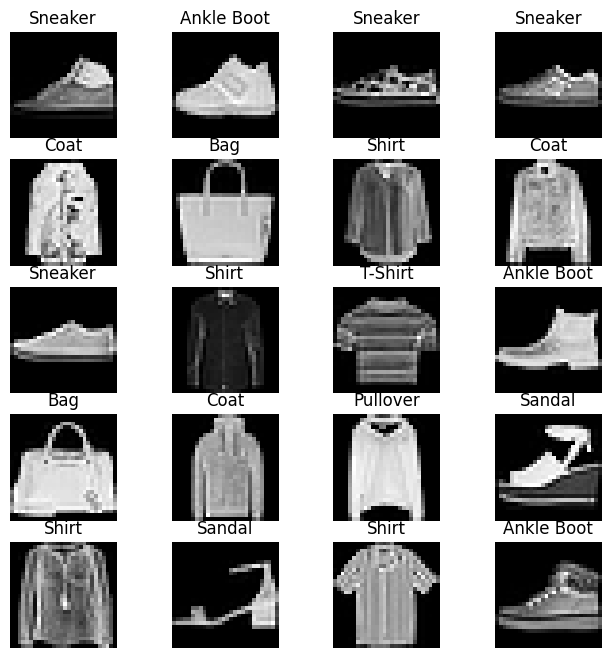 Sneaker Ankle Boot Sneaker Sneaker
Coat Bag Shirt Coat
Sneaker Shirt T-Shirt Ankle Boot
Bag Coat Pullover Sandal
Shirt Sandal Shirt Ankle Boot